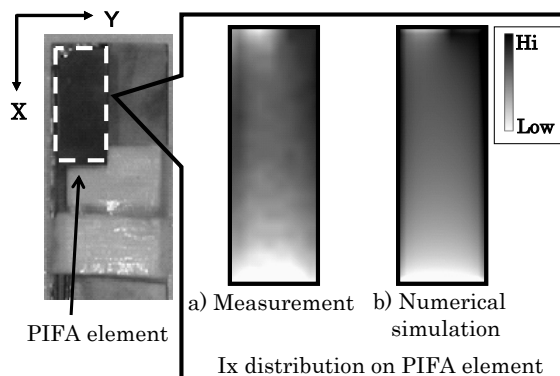 Y
X
Hi
Low
PIFA element
a) Measurement
b) Numerical
simulation
Ix distribution on PIFA element